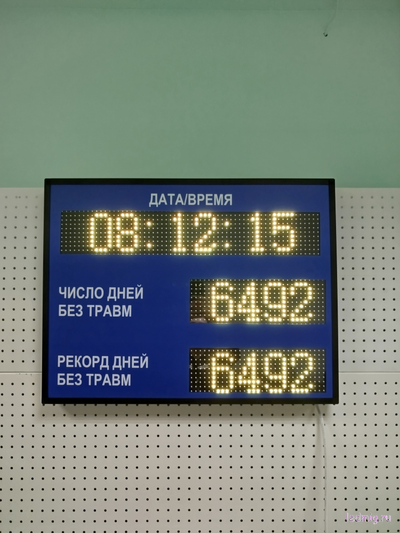 ДАТА/ВРЕМЯ
08:12:15
ЧИСЛО ДНЕЙ
БЕЗ ТРАВМ
6492
РЕКОРД ДНЕЙ
БЕЗ ТРАВМ
6492